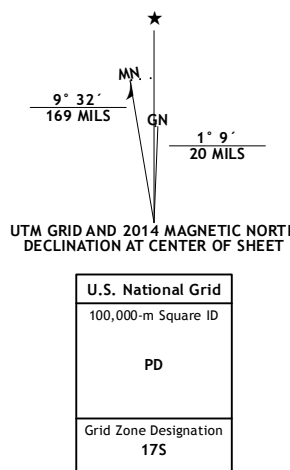 ★
MN
GN
9° 32´
169 MILS
1° 9´
20 MILS
UTM GRID AND 2014 MAGNETIC NORTH
DECLINATION AT CENTER OF SHEET
U.S. National Grid
100,000-m Square ID
PD
Grid Zone Designation
17S